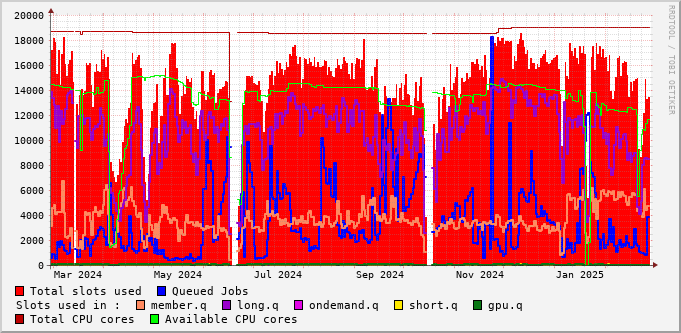 20000
18000
16000
14000
12000
10000
8000
6000
4000
2000
0
Mar 2024 May 2024 Jul 2024 Sep 2024 Nov 2024 Jan 2025
RRDTOOL / TOBI OETIKER
Total slots used Queued Jobs
Slots used in : member.q long.q ondemand.q short.q gpu.q
Total CPU cores Available CPU cores